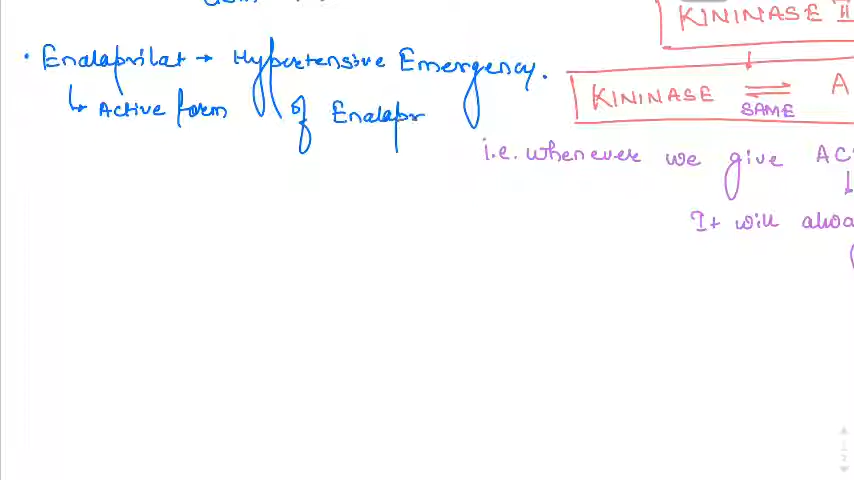 • Enalaprilat → Hypertensive Emergency.
↳ Active form of Enalapr
KININASE II
KININASE ⇌ A
SAME
i.e. whenever we give AC
↓
It will alwa